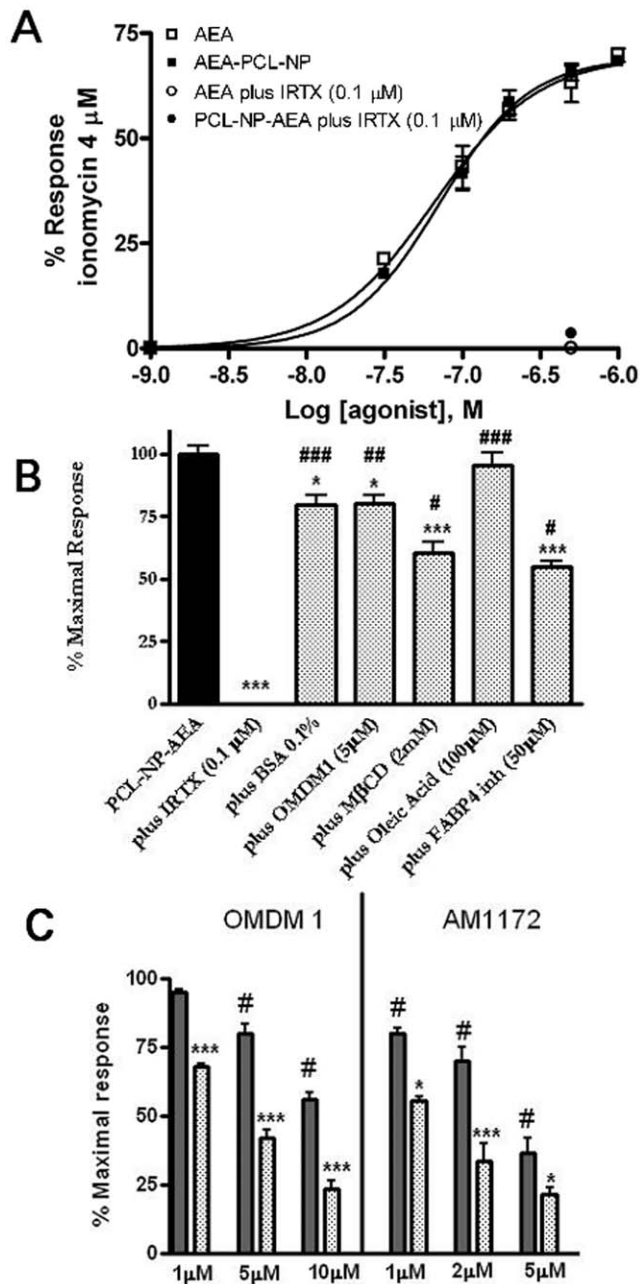 A
AEA
AEA-PCL-NP
AEA plus IRTX (0.1 μM)
PCL-NP-AEA plus IRTX (0.1 μM)
% Response
ionomycin 4 μM
75
50
25
0
-9.0 -8.5 -8.0 -7.5 -7.0 -6.5 -6.0
Log [agonist], M
B
% Maximal Response
100
75
50
25
0
***
###
*
##
*
#
***
###
#
***
PCL-NP-AEA
plus IRTX (0.1 μM)
plus BSA 0.1%
plus OMDM1 (5μM)
plus MβCD (2mM)
plus Oleic Acid (100μM)
plus FABP4 inh (50μM)
C
OMDM 1
AM1172
% Maximal response
100
75
50
25
0
***
#
***
#
***
#
*
#
***
#
*
1μM 5μM 10μM 1μM 2μM 5μM